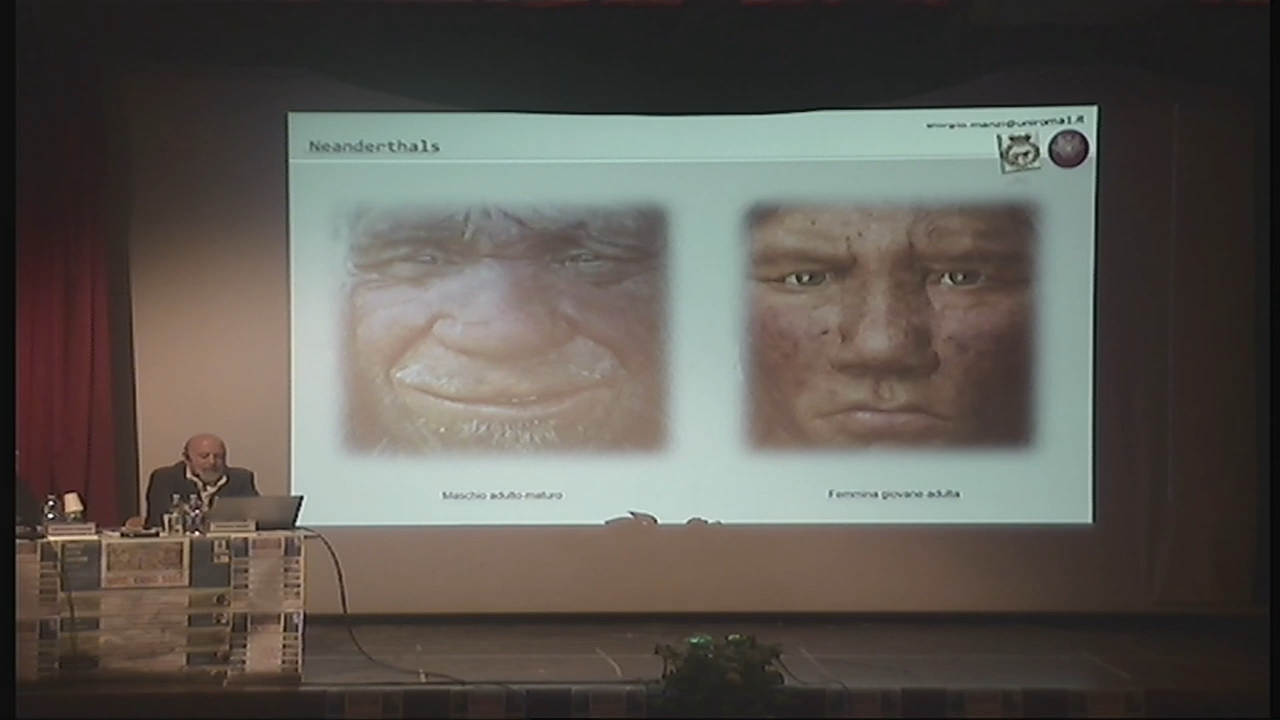 giorgio.manzi@uniroma1.it
Neanderthals
Maschio adulto-maturo
Femmina giovane-adulta